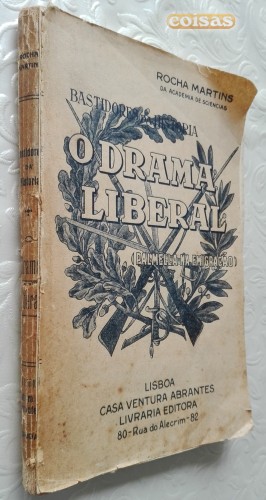 eoisas
ROCHA MARTINS
DA ACADEMIA DE SCIENCIAS
BASTIDORES DA HISTORIA
O DRAMA
LIBERAL
(PALMELLA NA EMIGRAÇÃO)
LISBOA
CASA VENTURA ABRANTES
LIVRARIA EDITORA
80-Rua do Alecrim-82